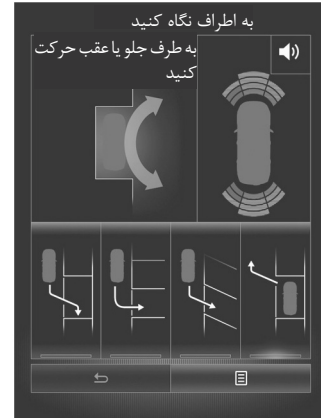 به اطراف نگاه کنید
به طرف جلو یا عقب حرکت
کنید